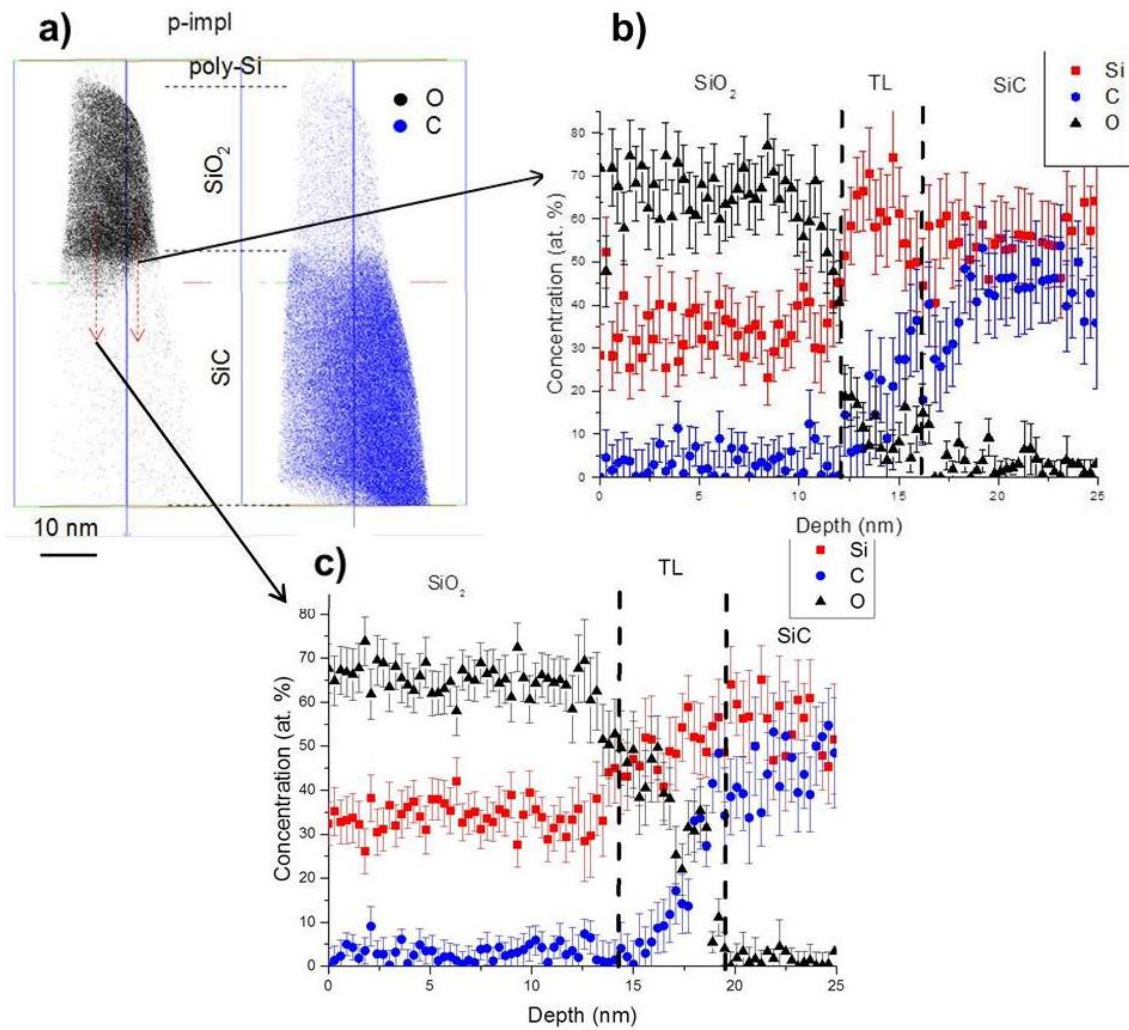 a)
p-impl
poly-Si
O
C
SiO₂
SiC
10 nm
b)
Si
C
O
SiO₂
TL
SiC
Concentration (at. %)
80
70
60
50
40
30
20
10
0
0 5 10 15 20 25
Depth (nm)
c)
Si
C
O
SiO₂
TL
SiC
Concentration (at. %)
80
70
60
50
40
30
20
10
0
0 5 10 15 20 25
Depth (nm)